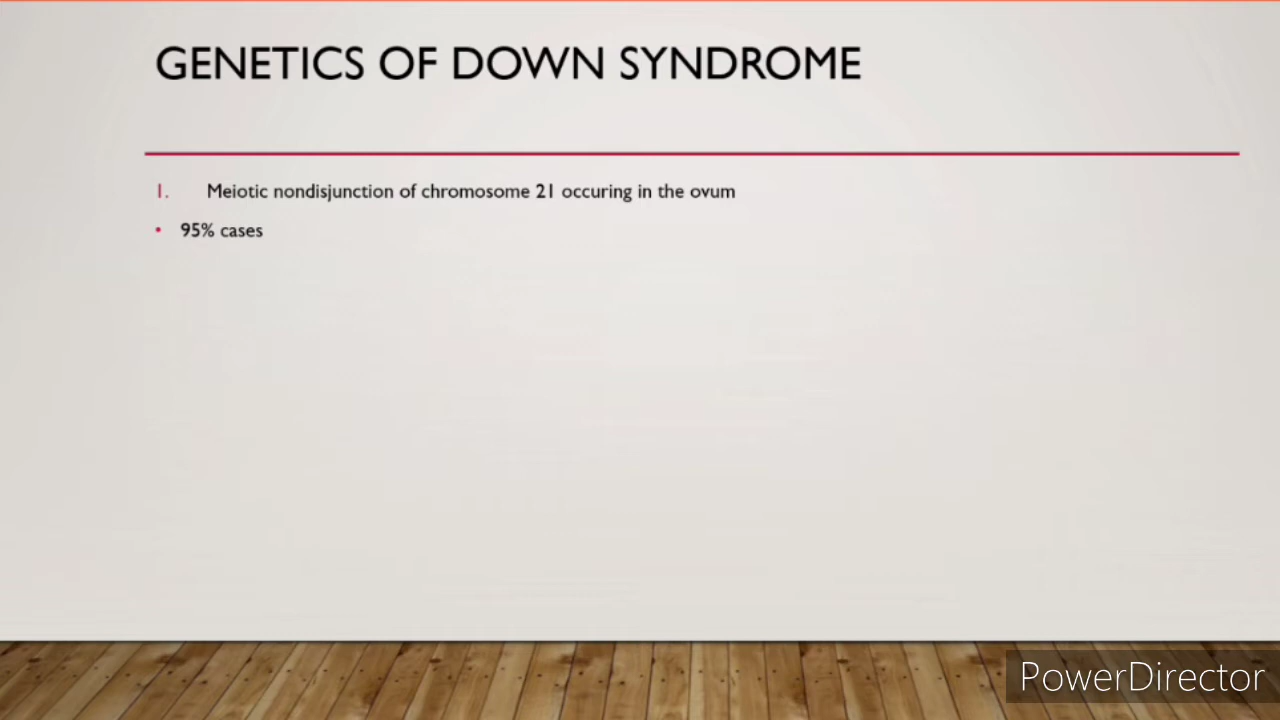 GENETICS OF DOWN SYNDROME
1. Meiotic nondisjunction of chromosome 21 occuring in the ovum
• 95% cases
PowerDirector